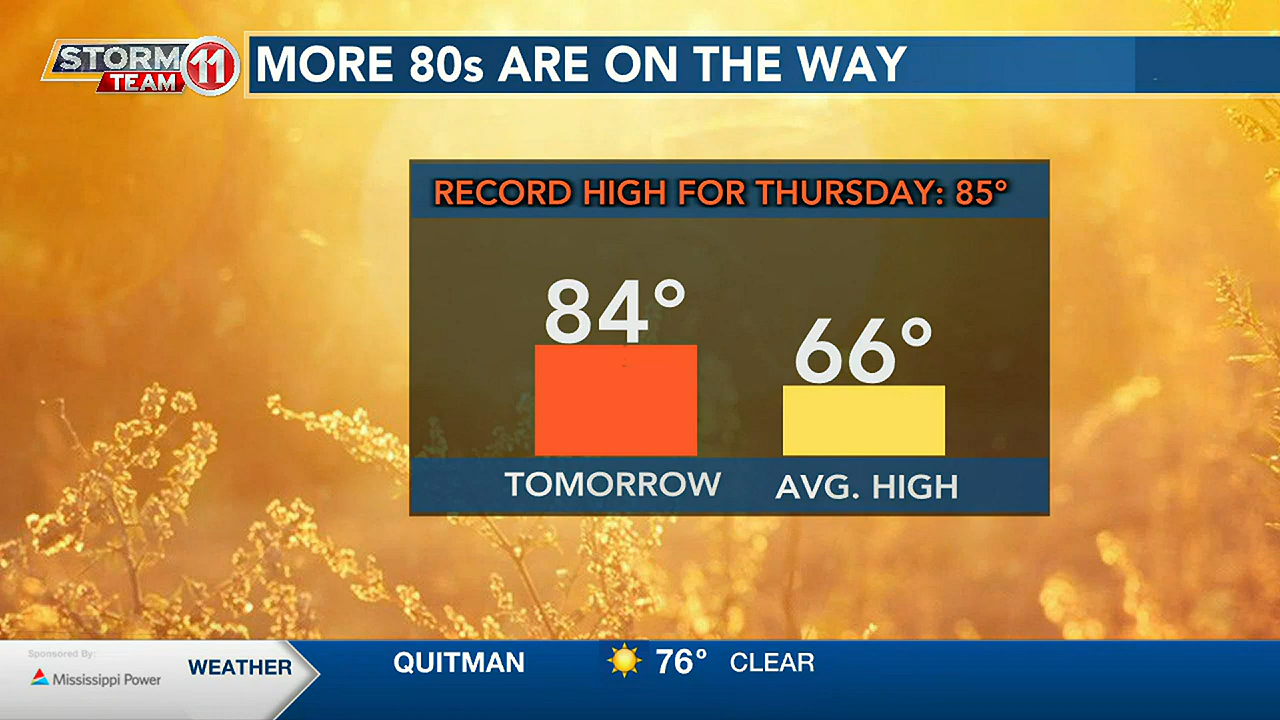 STORM
TEAM
11
MORE 80s ARE ON THE WAY
RECORD HIGH FOR THURSDAY: 85°
84°
66°
TOMORROW
AVG. HIGH
Sponsored By:
Mississippi Power
WEATHER
QUITMAN
76°
CLEAR